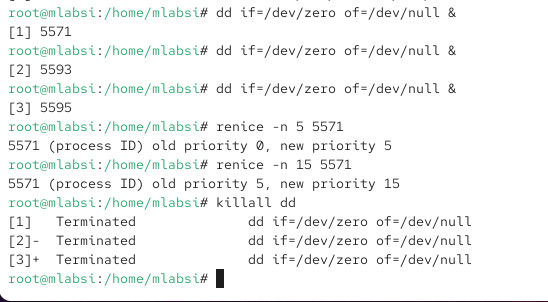 root@mlabsi:/home/mlabsi# dd if=/dev/zero of=/dev/null &
[1] 5571
root@mlabsi:/home/mlabsi# dd if=/dev/zero of=/dev/null &
[2] 5593
root@mlabsi:/home/mlabsi# dd if=/dev/zero of=/dev/null &
[3] 5595
root@mlabsi:/home/mlabsi# renice -n 5 5571
5571 (process ID) old priority 0, new priority 5
root@mlabsi:/home/mlabsi# renice -n 15 5571
5571 (process ID) old priority 5, new priority 15
root@mlabsi:/home/mlabsi# killall dd
[1]   Terminated              dd if=/dev/zero of=/dev/null
[2]-  Terminated              dd if=/dev/zero of=/dev/null
[3]+  Terminated              dd if=/dev/zero of=/dev/null
root@mlabsi:/home/mlabsi#